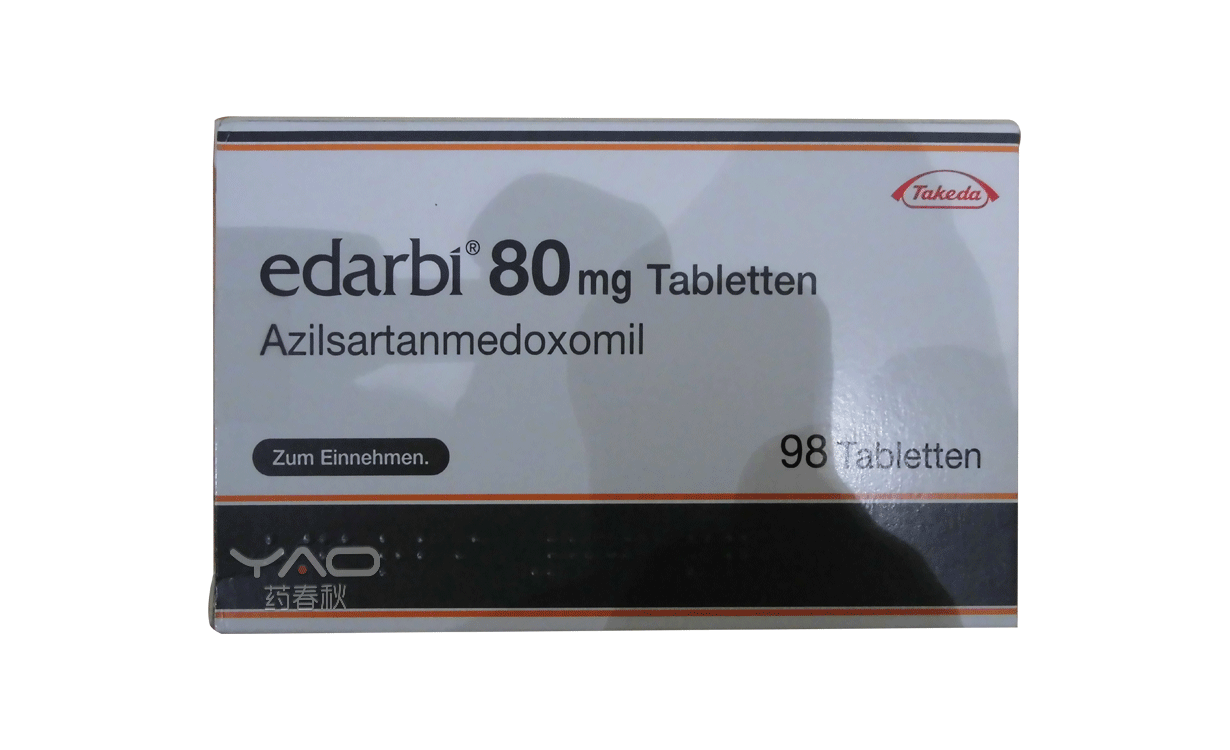 Takeda
edarbi® 80 mg Tabletten
Azilsartanmedoxomil
Zum Einnehmen.
98 Tabletten
YAO
药春秋